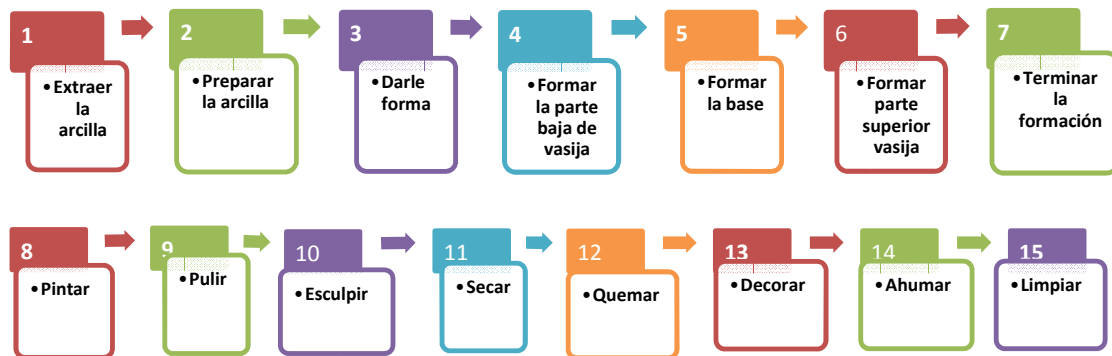 1
• Extraer
la
arcilla
2
• Preparar
la arcilla
3
• Darle
forma
4
• Formar
la parte
baja de
vasija
5
• Formar
la base
6
• Formar
parte
superior
vasija
7
• Terminar
la
formación
8
• Pintar
9
• Pulir
10
• Esculpir
11
• Secar
12
• Quemar
13
• Decorar
14
• Ahumar
15
• Limpiar